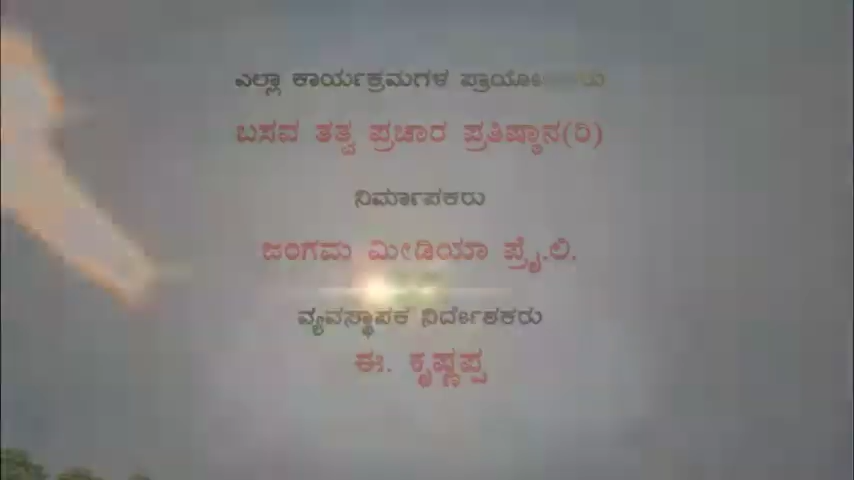 ಎಲ್ಲಾ ಕಾರ್ಯಕ್ರಮಗಳ
ಬಸವ ತತ್ವ ಪ್ರಚಾರ ಪ್ರತಿಷ್ಠಾನ(ರಿ)
ನಿರ್ಮಾಪಕರು
ಜಂಗಮ ಮೀಡಿಯಾ ಪ್ರೈ.ಲಿ.
ವ್ಯವಸ್ಥಾಪಕ ನಿರ್ದೇಶಕರು
ಈ. ಕೃಷ್ಣಪ್ಪ